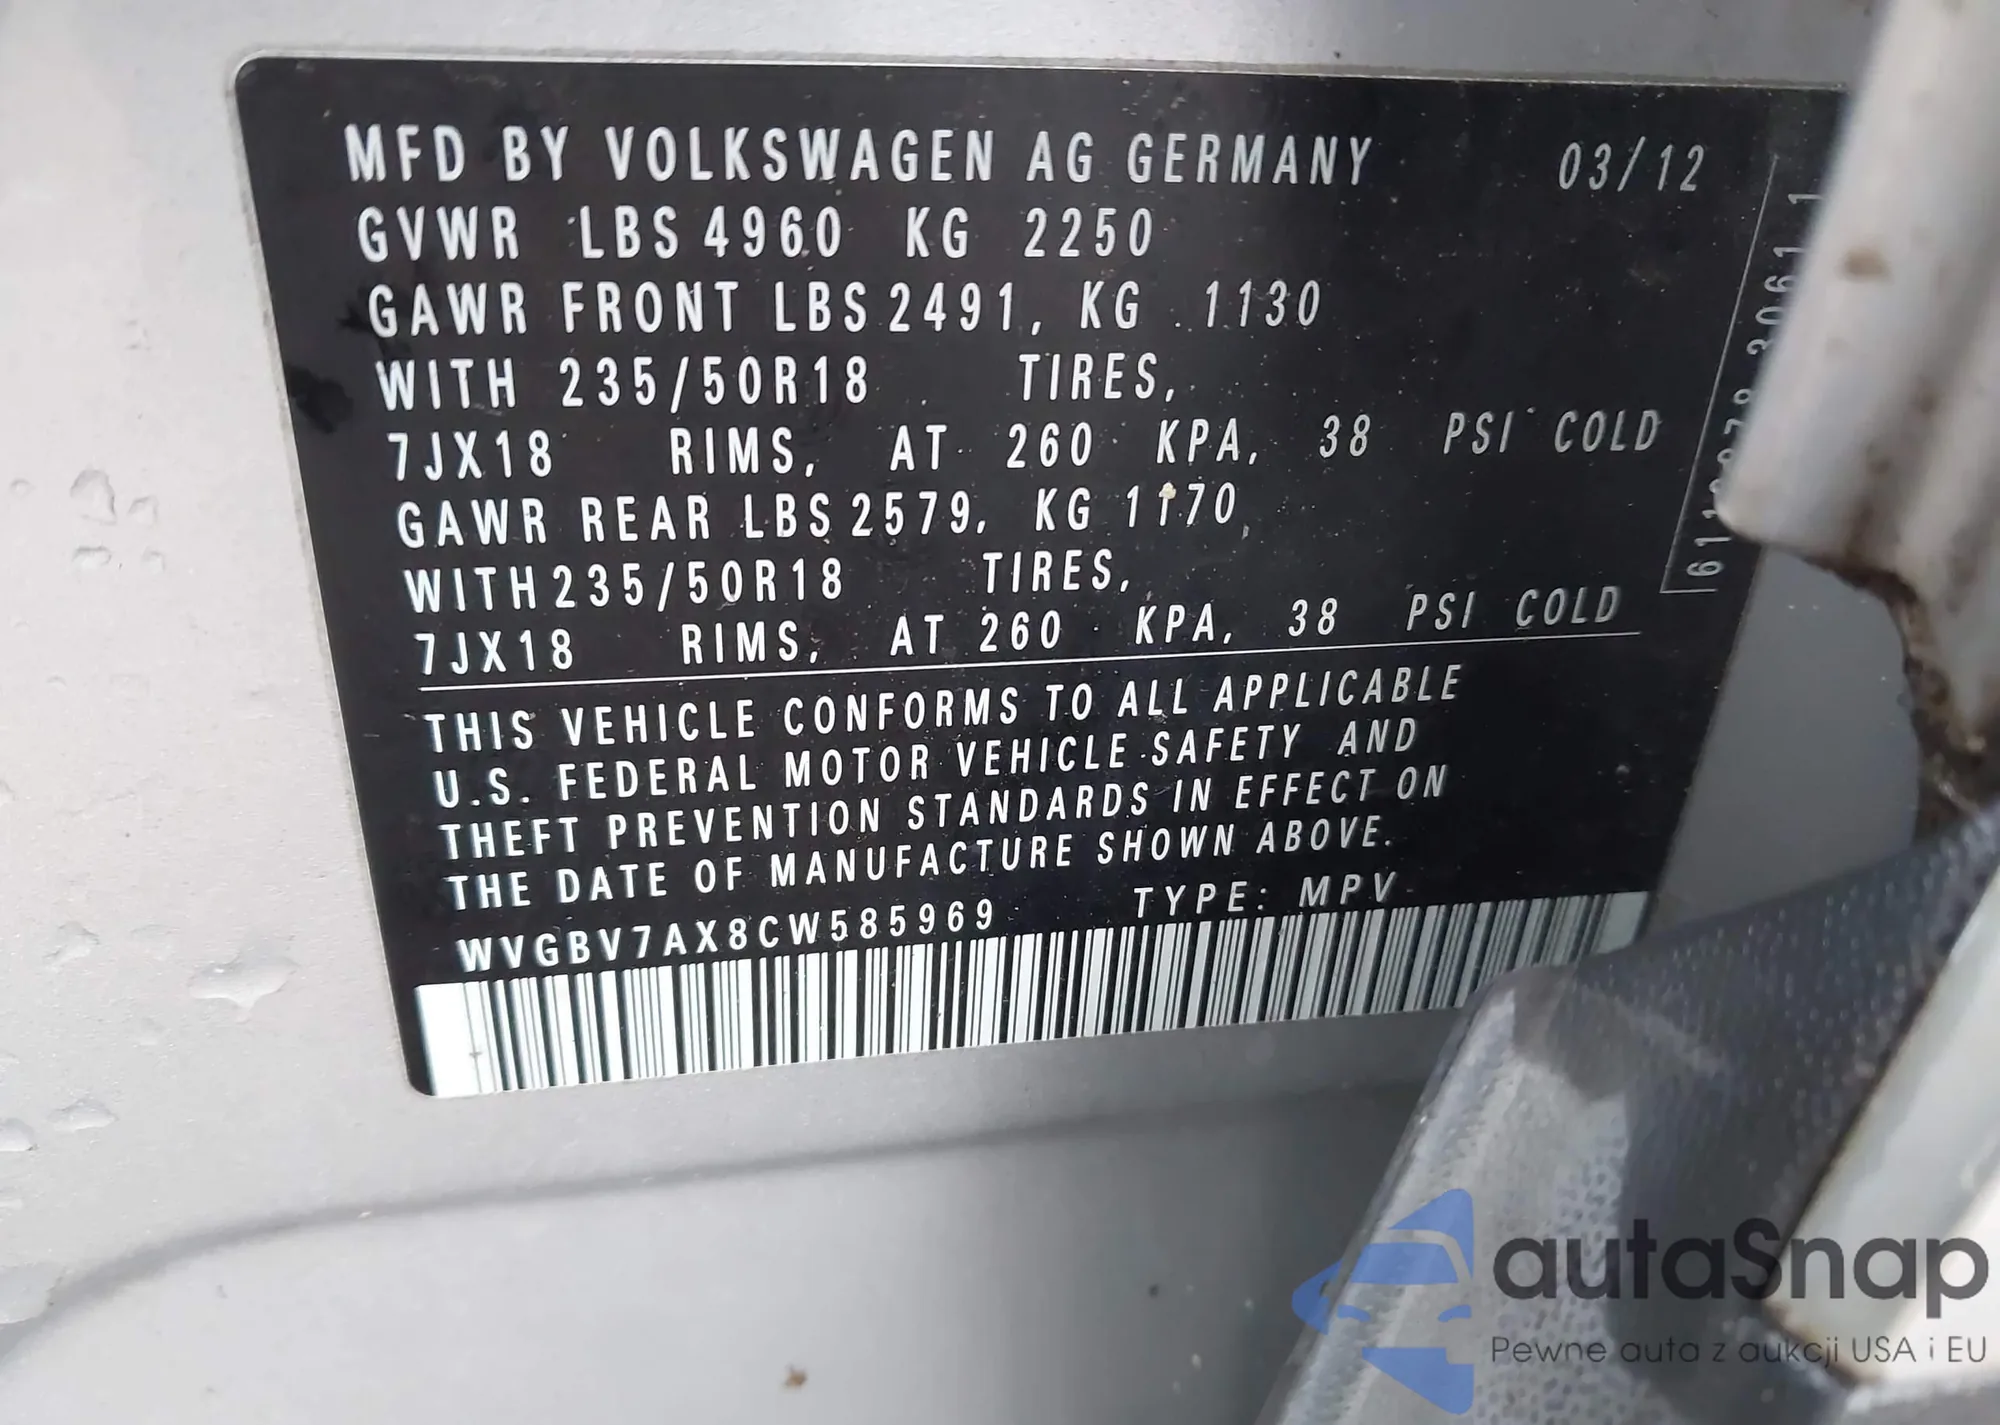 MFD BY VOLKSWAGEN AG GERMANY 03/12
GVWR LBS 4960 KG 2250
GAWR FRONT LBS 2491, KG 1130
WITH 235/50R18 TIRES,
7JX18 RIMS, AT 260 KPA, 38 PSI COLD
GAWR REAR LBS 2579, KG 1170,
WITH 235/50R18 TIRES,
7JX18 RIMS, AT 260 KPA, 38 PSI COLD
THIS VEHICLE CONFORMS TO ALL APPLICABLE
U.S. FEDERAL MOTOR VEHICLE SAFETY AND
THEFT PREVENTION STANDARDS IN EFFECT ON
THE DATE OF MANUFACTURE SHOWN ABOVE.
WVGBV7AX8CW585969 TYPE: MPV
autaSnap
Pewne auta z aukcji USA i EU